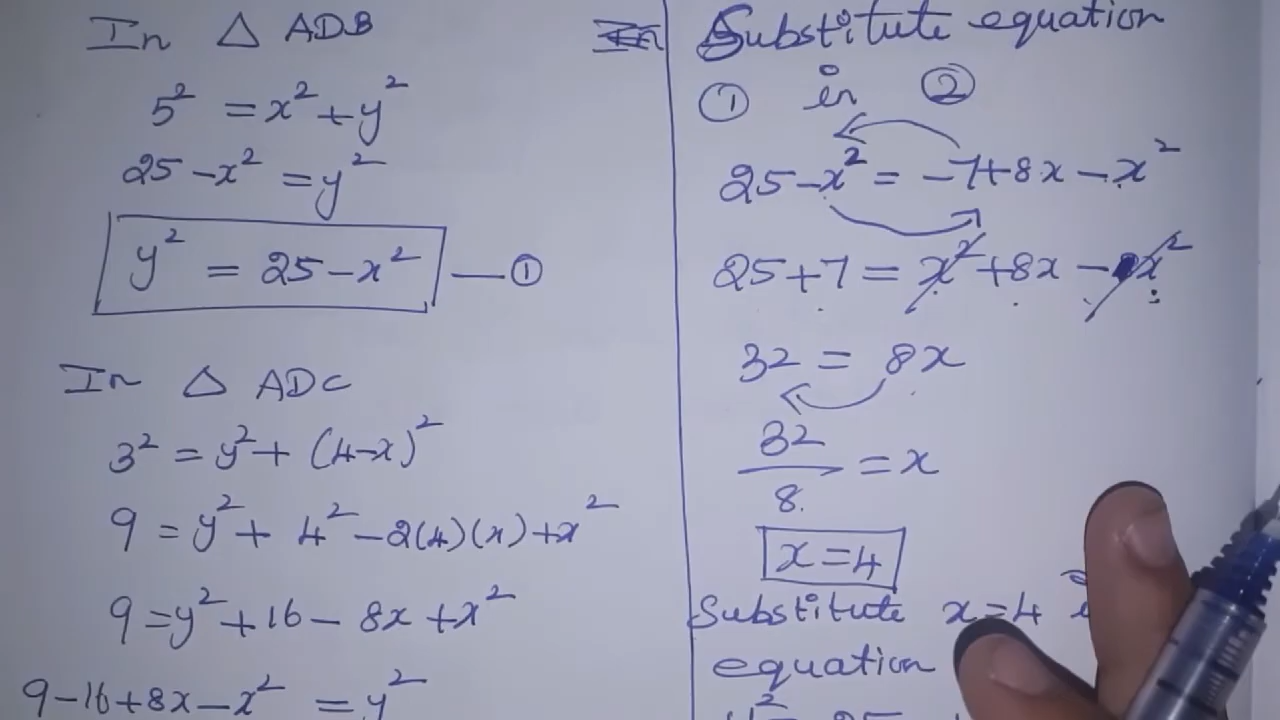 In △ ADB
5² = x² + y²
25 - x² = y²
y² = 25 - x² — ①
In △ ADC
3² = y² + (4-x)²
9 = y² + 4² - 2(4)(x) + x²
9 = y² + 16 - 8x + x²
9 - 16 + 8x - x² = y²
Substitute equation
① in ②
25 - x² = -7 + 8x - x²
25 + 7 = x² + 8x - x²
32 = 8x
32/8 = x
x = 4
Substitute x = 4
equation